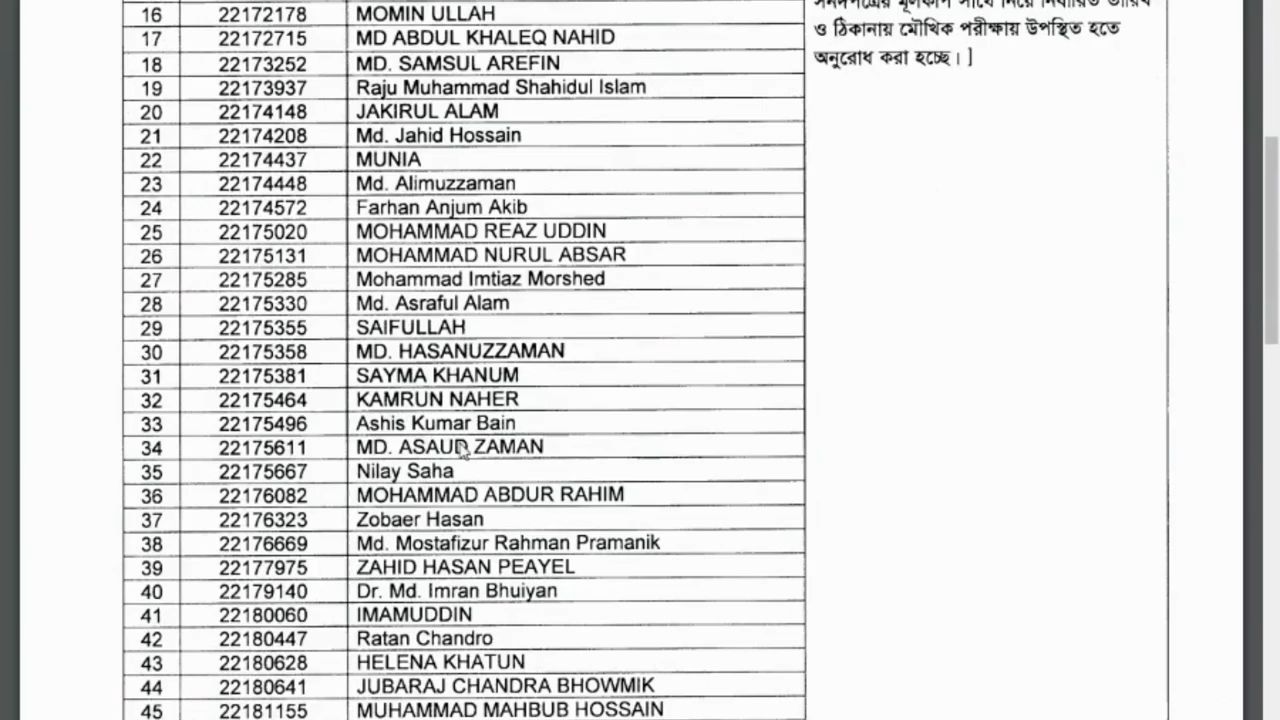 16 22172178 MOMIN ULLAH
17 22172715 MD ABDUL KHALEQ NAHID
18 22173252 MD. SAMSUL AREFIN
19 22173937 Raju Muhammad Shahidul Islam
20 22174148 JAKIRUL ALAM
21 22174208 Md. Jahid Hossain
22 22174437 MUNIA
23 22174448 Md. Alimuzzaman
24 22174572 Farhan Anjum Akib
25 22175020 MOHAMMAD REAZ UDDIN
26 22175131 MOHAMMAD NURUL ABSAR
27 22175285 Mohammad Imtiaz Morshed
28 22175330 Md. Asraful Alam
29 22175355 SAIFULLAH
30 22175358 MD. HASANUZZAMAN
31 22175381 SAYMA KHANUM
32 22175464 KAMRUN NAHER
33 22175496 Ashis Kumar Bain
34 22175611 MD. ASAUD ZAMAN
35 22175667 Nilay Saha
36 22176082 MOHAMMAD ABDUR RAHIM
37 22176323 Zobaer Hasan
38 22176669 Md. Mostafizur Rahman Pramanik
39 22177975 ZAHID HASAN PEAYEL
40 22179140 Dr. Md. Imran Bhuiyan
41 22180060 IMAMUDDIN
42 22180447 Ratan Chandro
43 22180628 HELENA KHATUN
44 22180641 JUBARAJ CHANDRA BHOWMIK
45 22181155 MUHAMMAD MAHBUB HOSSAIN
সাথে নিয়ে নির্ধারিত তারিখ
ও ঠিকানায় মৌখিক পরীক্ষায় উপস্থিত হতে
অনুরোধ করা হচ্ছে। ]